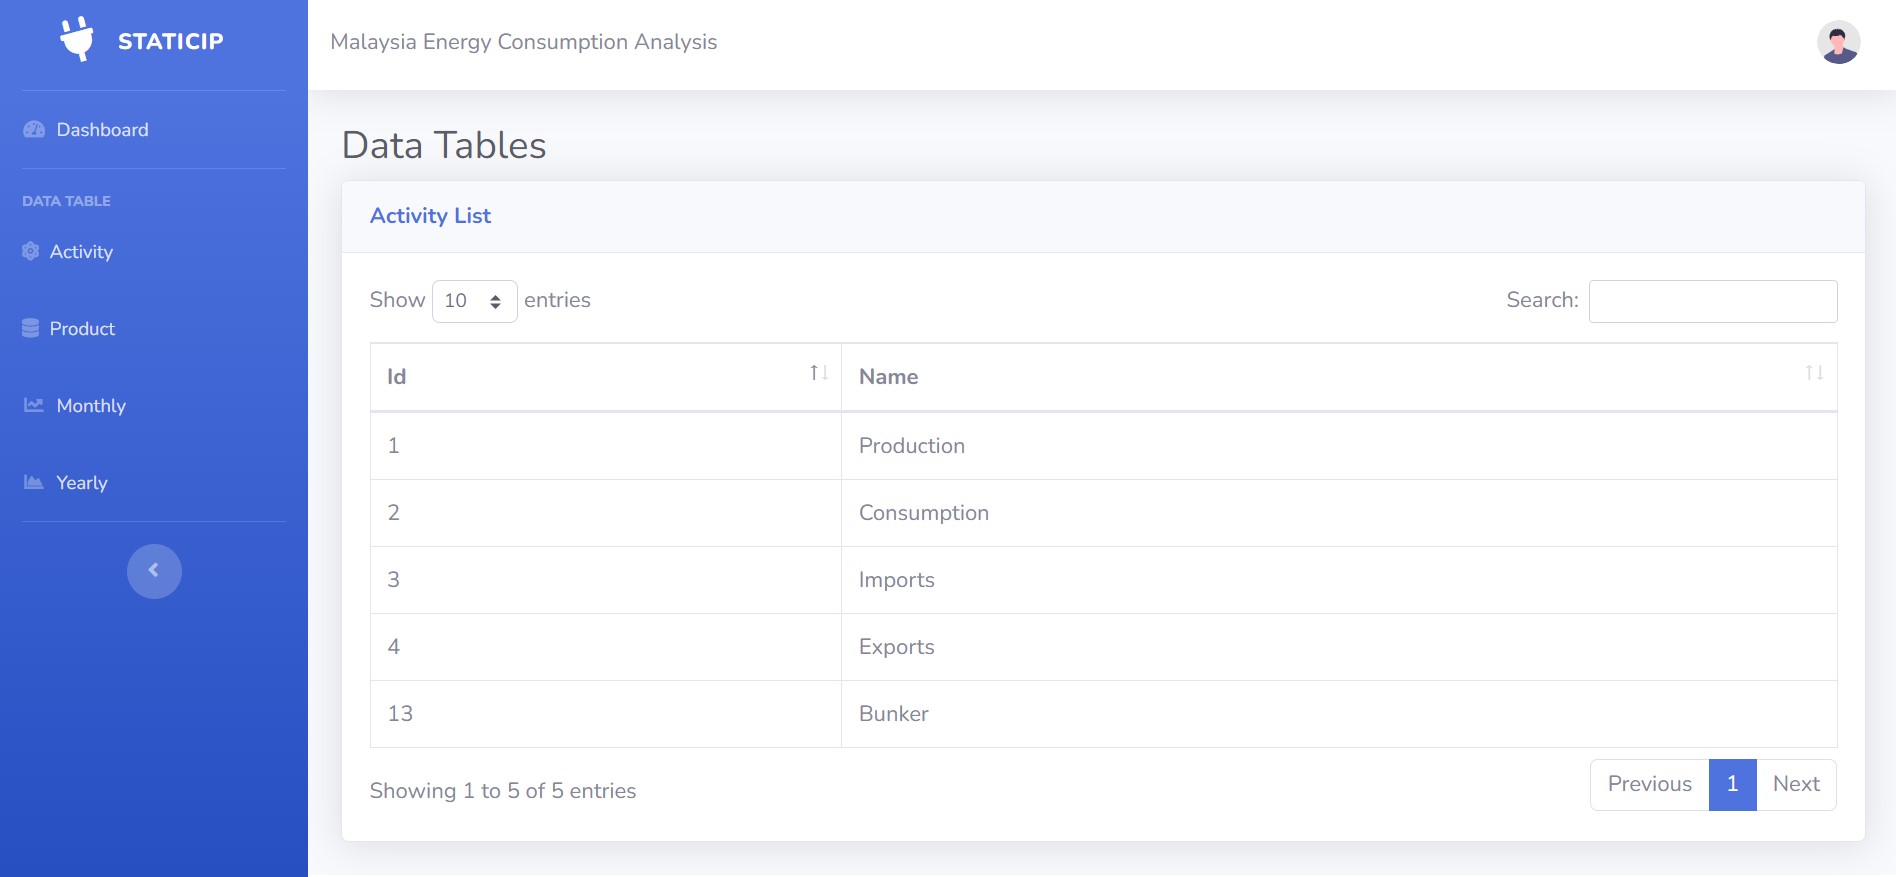 STATICIP
Malaysia Energy Consumption Analysis
Dashboard
DATA TABLE
Activity
Product
Monthly
Yearly
Data Tables
Activity List
Show 10 entries
Search:
Id Name
1 Production
2 Consumption
3 Imports
4 Exports
13 Bunker
Showing 1 to 5 of 5 entries
Previous 1 Next